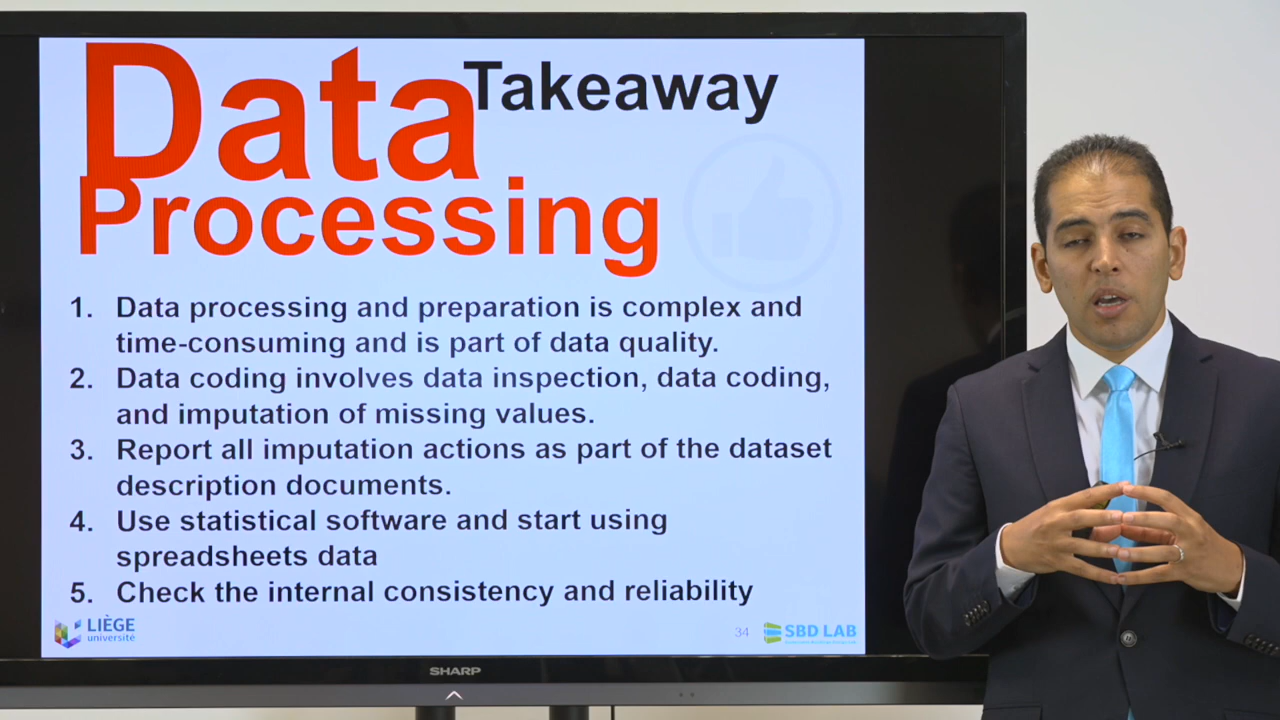 Data Takeaway
Processing
1. Data processing and preparation is complex and
time-consuming and is part of data quality.
2. Data coding involves data inspection, data coding,
and imputation of missing values.
3. Report all imputation actions as part of the dataset
description documents.
4. Use statistical software and start using
spreadsheets data
5. Check the internal consistency and reliability
LIÈGE
université
34
SBD LAB
SHARP